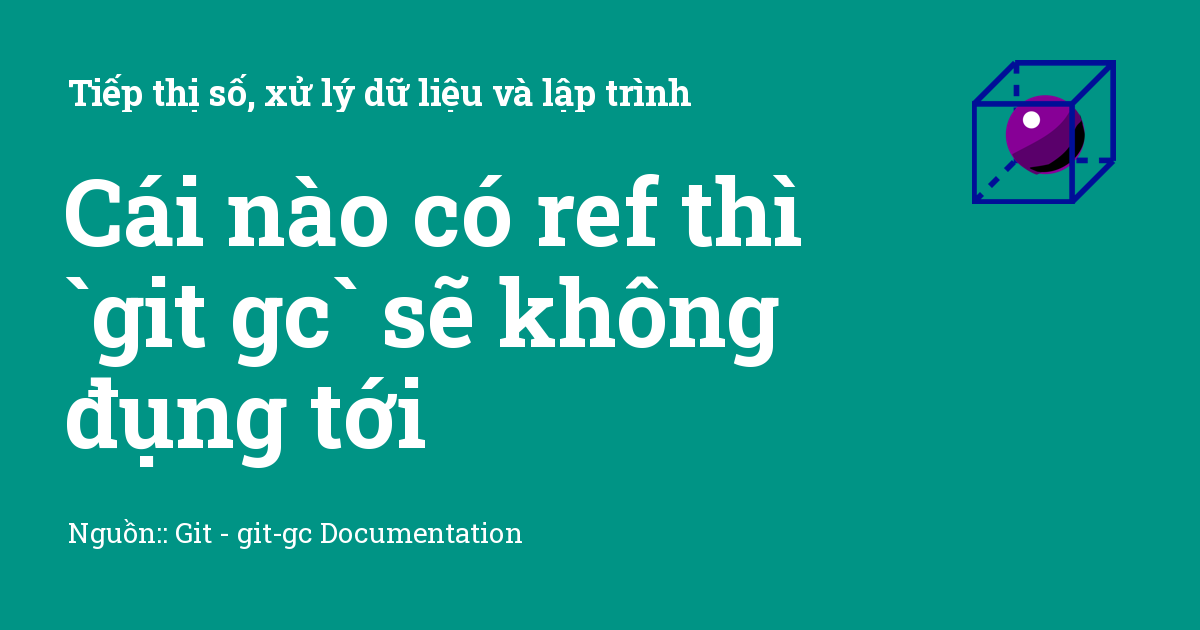 Tiếp thị số, xử lý dữ liệu và lập trình
Cái nào có ref thì
`git gc` sẽ không
đụng tới
Nguồn:: Git - git-gc Documentation